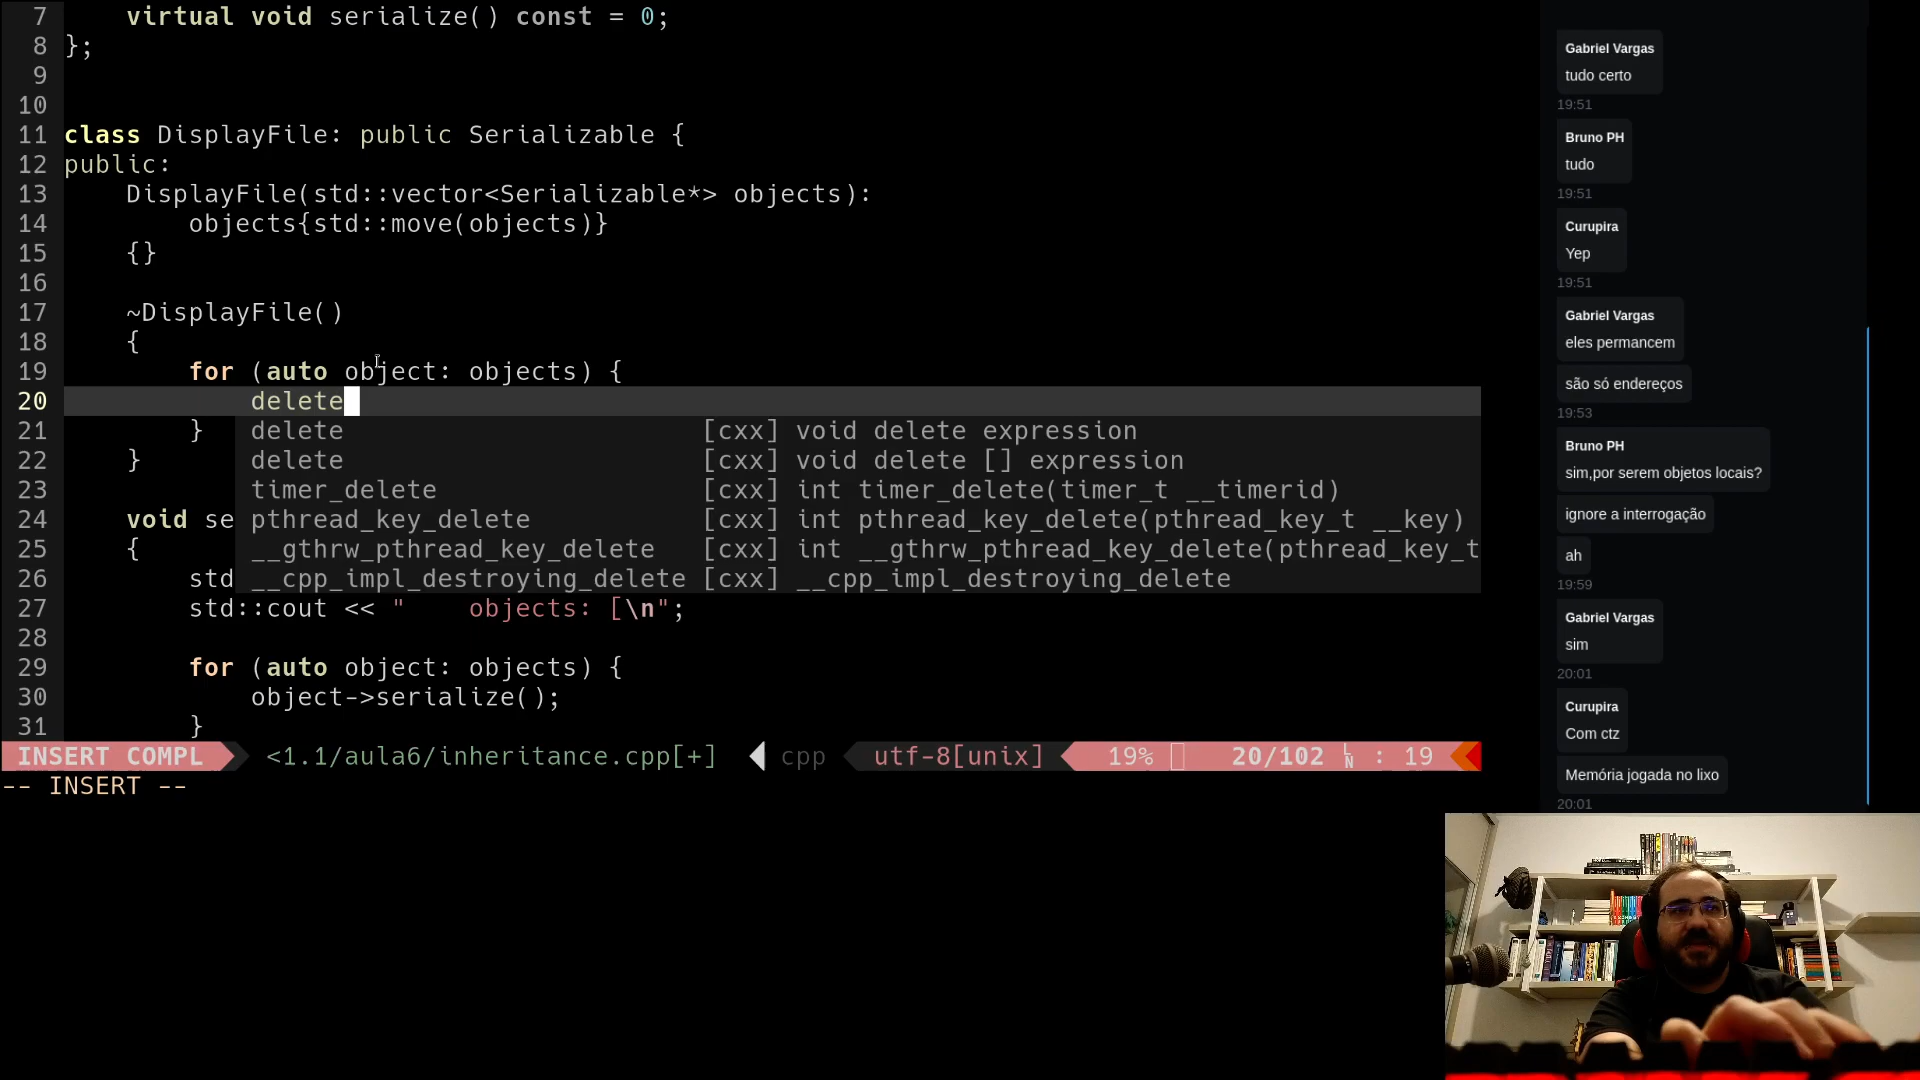 7     virtual void serialize() const = 0;
8 };
9
10
11 class DisplayFile: public Serializable {
12 public:
13     DisplayFile(std::vector<Serializable*> objects):
14         objects{std::move(objects)}
15     {}
16
17     ~DisplayFile()
18     {
19         for (auto object: objects) {
20             delete
21         }   delete                      [cxx] void delete expression
22     }       delete                      [cxx] void delete [] expression
23             timer_delete                [cxx] int timer_delete(timer_t __timerid)
24     void se pthread_key_delete          [cxx] int pthread_key_delete(pthread_key_t __key)
25     {       __gthrw_pthread_key_delete  [cxx] int __gthrw_pthread_key_delete(pthread_key_t
26         std __cpp_impl_destroying_delete [cxx] __cpp_impl_destroying_delete
27         std::cout << "    objects: [\n";
28
29         for (auto object: objects) {
30             object->serialize();
31         }
INSERT COMPL <1.1/aula6/inheritance.cpp[+] cpp utf-8[unix] 19% 20/102 LN : 19
-- INSERT --
Gabriel Vargas
tudo certo
19:51
Bruno PH
tudo
19:51
Curupira
Yep
19:51
Gabriel Vargas
eles permancem
são só endereços
19:53
Bruno PH
sim,por serem objetos locais?
ignore a interrogação
ah
19:59
Gabriel Vargas
sim
20:01
Curupira
Com ctz
Memória jogada no lixo
20:01